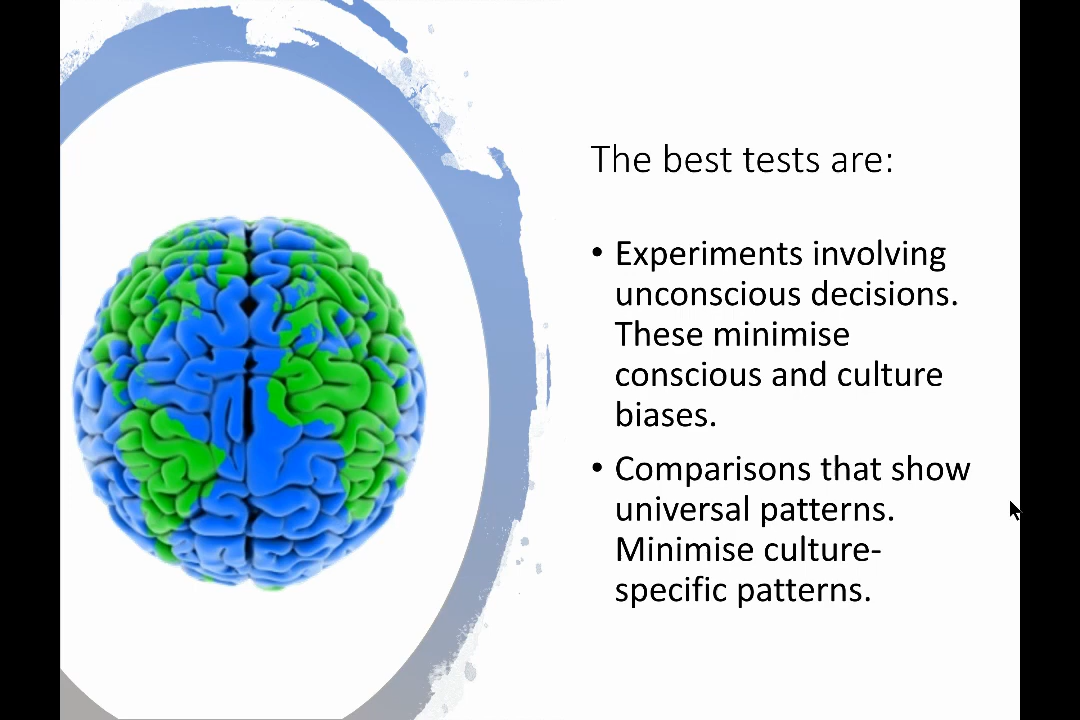 The best tests are:
• Experiments involving
unconscious decisions.
These minimise
conscious and culture
biases.
• Comparisons that show
universal patterns.
Minimise culture-
specific patterns.